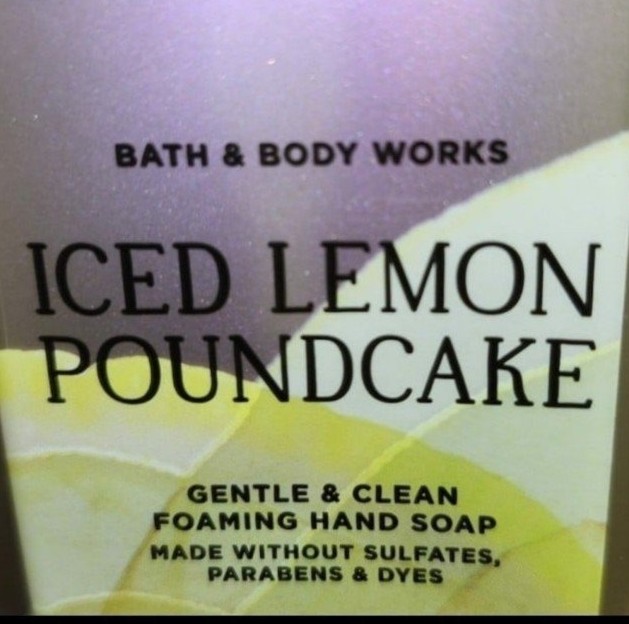 BATH & BODY WORKS
ICED LEMON
POUNDCAKE
GENTLE & CLEAN
FOAMING HAND SOAP
MADE WITHOUT SULFATES,
PARABENS & DYES